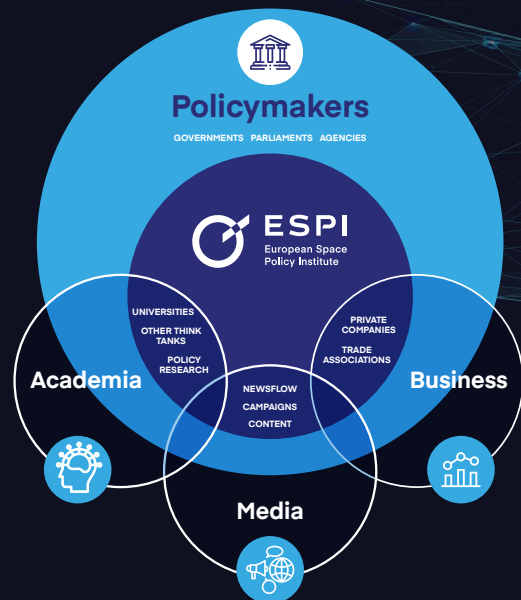 Policymakers
GOVERNMENTS PARLIAMENTS AGENCIES
ESPI
European Space
Policy Institute
UNIVERSITIES
OTHER THINK
TANKS
POLICY
RESEARCH
PRIVATE
COMPANIES
TRADE
ASSOCIATIONS
Academia
NEWSFLOW
CAMPAIGNS
CONTENT
Business
Media